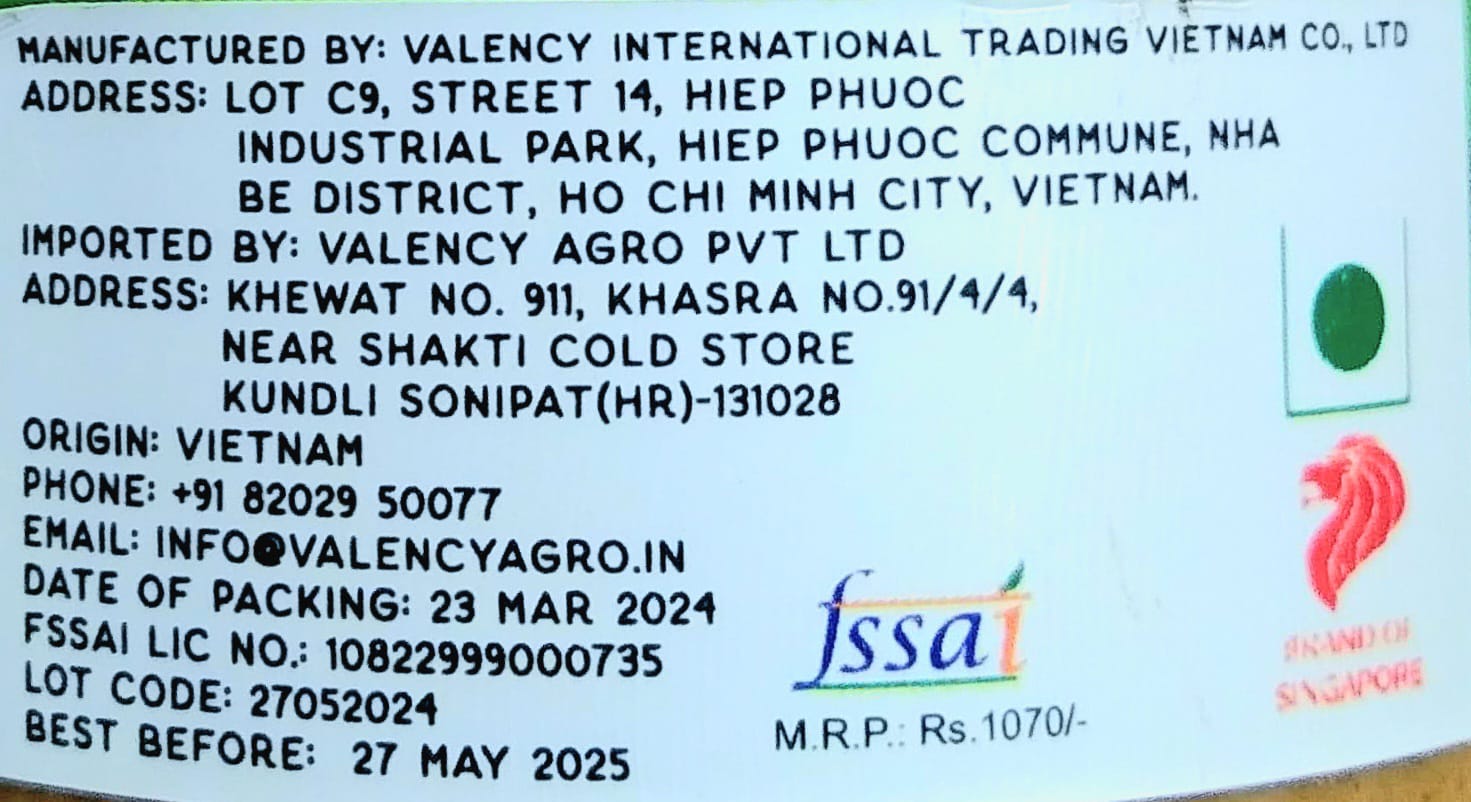 MANUFACTURED BY: VALENCY INTERNATIONAL TRADING VIETNAM CO., LTD
ADDRESS: LOT C9, STREET 14, HIEP PHUOC
INDUSTRIAL PARK, HIEP PHUOC COMMUNE, NHA
BE DISTRICT, HO CHI MINH CITY, VIETNAM.
IMPORTED BY: VALENCY AGRO PVT LTD
ADDRESS: KHEWAT NO. 911, KHASRA NO.91/4/4,
NEAR SHAKTI COLD STORE
KUNDLI SONIPAT(HR)-131028
ORIGIN: VIETNAM
PHONE: +91 82029 50077
EMAIL: INFO@VALENCYAGRO.IN
DATE OF PACKING: 23 MAR 2024
FSSAI LIC NO.: 10822999000735
LOT CODE: 27052024
BEST BEFORE: 27 MAY 2025
fssai
M.R.P.: Rs.1070/-
BRAND OF
SINGAPORE